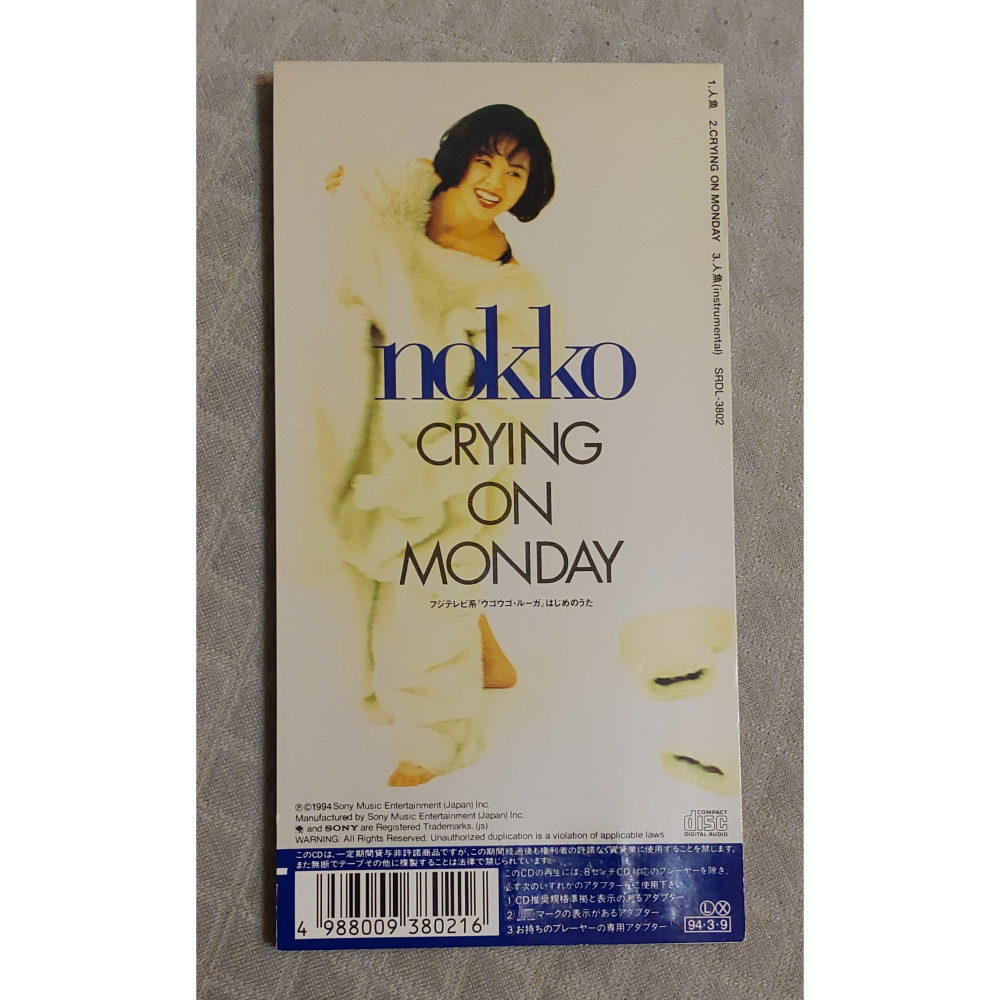 1.人魚 2.CRYING ON MONDAY 3.人魚(instrumental) SRDL-3802
nokko
CRYING
ON
MONDAY
フジテレビ系「ウゴウゴ・ルーガ」はじめのうた
Ⓟ©1994 Sony Music Entertainment (Japan) Inc.
Manufactured by Sony Music Entertainment (Japan) Inc.
and SONY are Registered Trademarks. (js)
WARNING: All Rights Reserved. Unauthorized duplication is a violation of applicable laws.
COMPACT
disc
DIGITAL AUDIO
このCDは、一定期間貸与非許諾商品ですが、この期間経過後も権利者の許諾なく賃貸業に使用することを禁じます。
また無断でテープその他に複製することは法律で禁じられています。
このCDの再生には、8センチCD対応のプレーヤーを除き、
必ず次のいずれかのアダプターをご使用下さい
1 CD推奨規格準拠と表示のあるアダプター
2 マークの表示があるアダプター
3 お持ちのプレーヤーの専用アダプター
4 988009 380216
Ⓛ Ⓧ
94・3・9